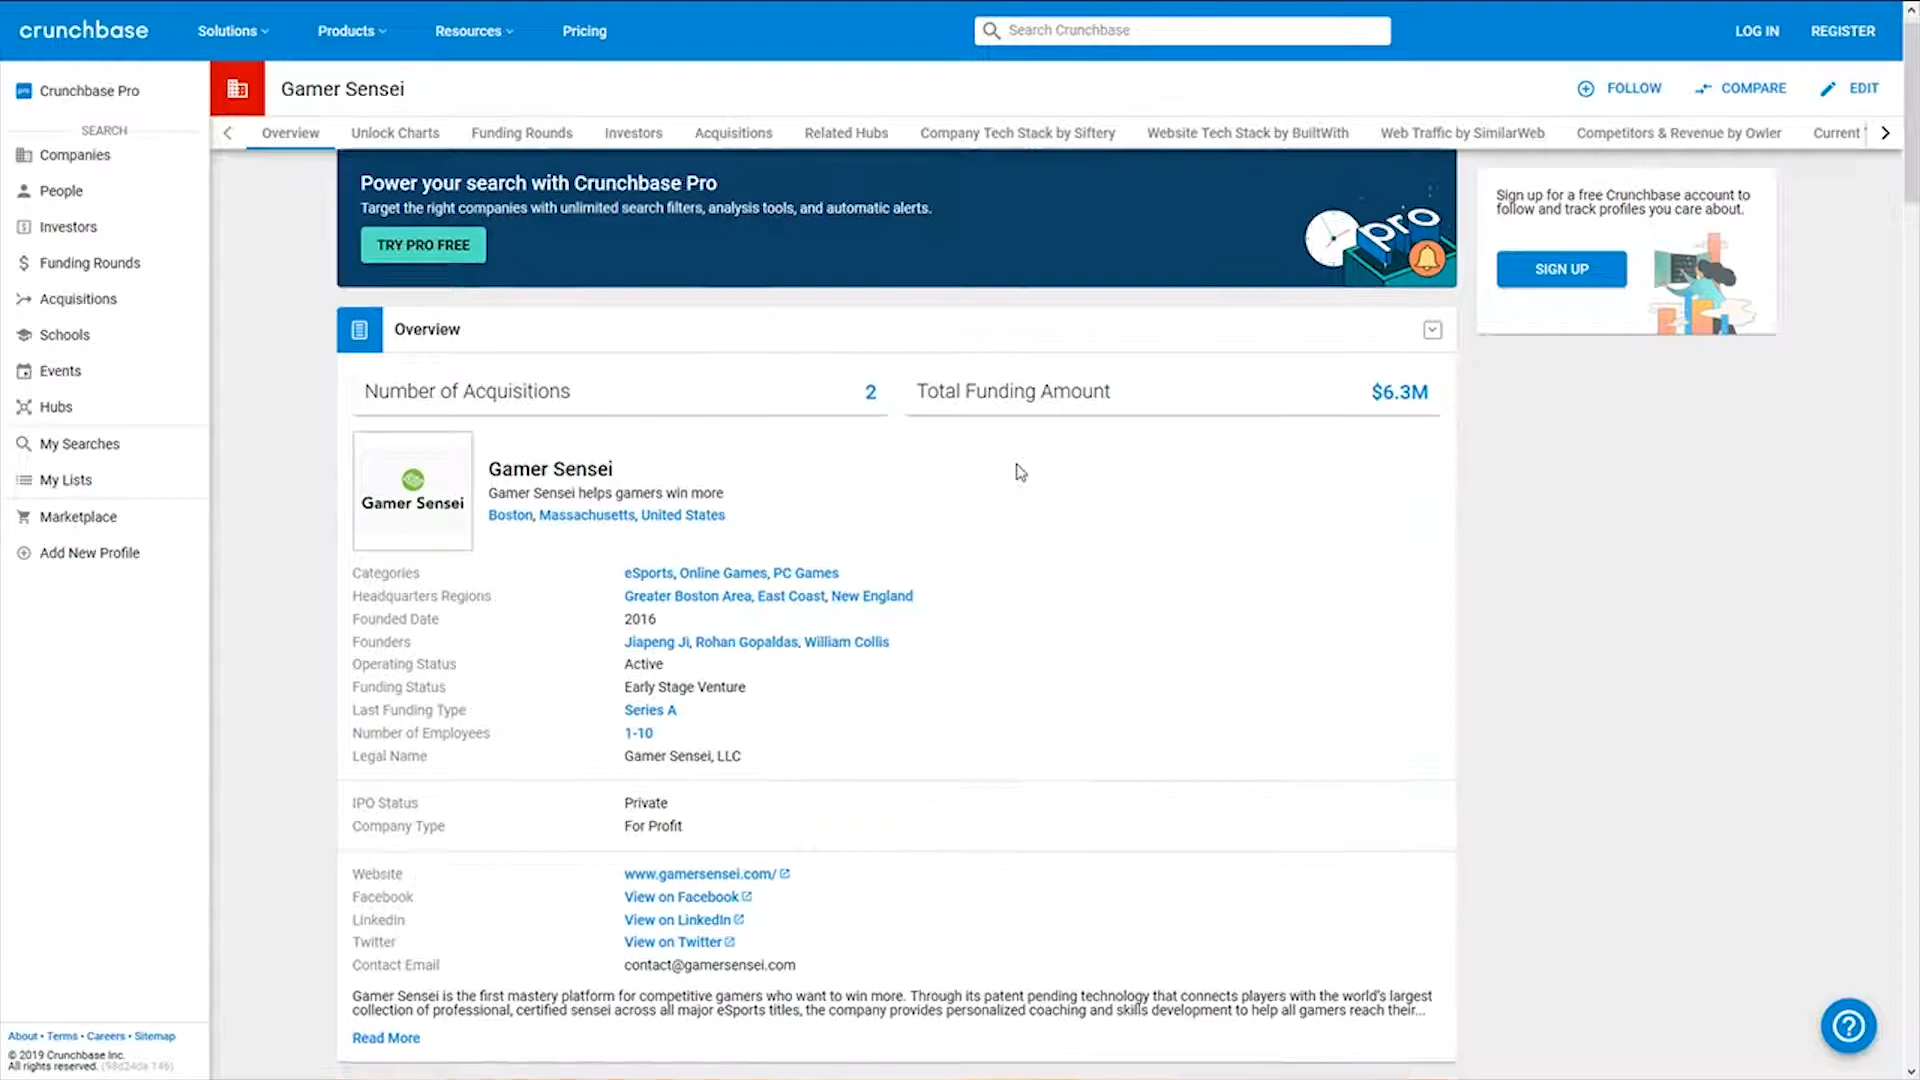 crunchbase
Solutions
Products
Resources
Pricing
Search Crunchbase
LOG IN
REGISTER
pro
Crunchbase Pro
SEARCH
Companies
People
Investors
Funding Rounds
Acquisitions
Schools
Events
Hubs
My Searches
My Lists
Marketplace
Add New Profile
About • Terms • Careers • Sitemap
© 2019 Crunchbase Inc.
All rights reserved. (98d24da 146)
Gamer Sensei
FOLLOW
COMPARE
EDIT
Overview
Unlock Charts
Funding Rounds
Investors
Acquisitions
Related Hubs
Company Tech Stack by Siftery
Website Tech Stack by BuiltWith
Web Traffic by SimilarWeb
Competitors & Revenue by Owler
Current
Power your search with Crunchbase Pro
Target the right companies with unlimited search filters, analysis tools, and automatic alerts.
TRY PRO FREE
pro
Sign up for a free Crunchbase account to
follow and track profiles you care about.
SIGN UP
Overview
Number of Acquisitions 2
Total Funding Amount $6.3M
Gamer Sensei
Gamer Sensei
Gamer Sensei helps gamers win more
Boston, Massachusetts, United States
Categories eSports, Online Games, PC Games
Headquarters Regions Greater Boston Area, East Coast, New England
Founded Date 2016
Founders Jiapeng Ji, Rohan Gopaldas, William Collis
Operating Status Active
Funding Status Early Stage Venture
Last Funding Type Series A
Number of Employees 1-10
Legal Name Gamer Sensei, LLC
IPO Status Private
Company Type For Profit
Website www.gamersensei.com/
Facebook View on Facebook
LinkedIn View on LinkedIn
Twitter View on Twitter
Contact Email contact@gamersensei.com
Gamer Sensei is the first mastery platform for competitive gamers who want to win more. Through its patent pending technology that connects players with the world's largest
collection of professional, certified sensei across all major eSports titles, the company provides personalized coaching and skills development to help all gamers reach their...
Read More